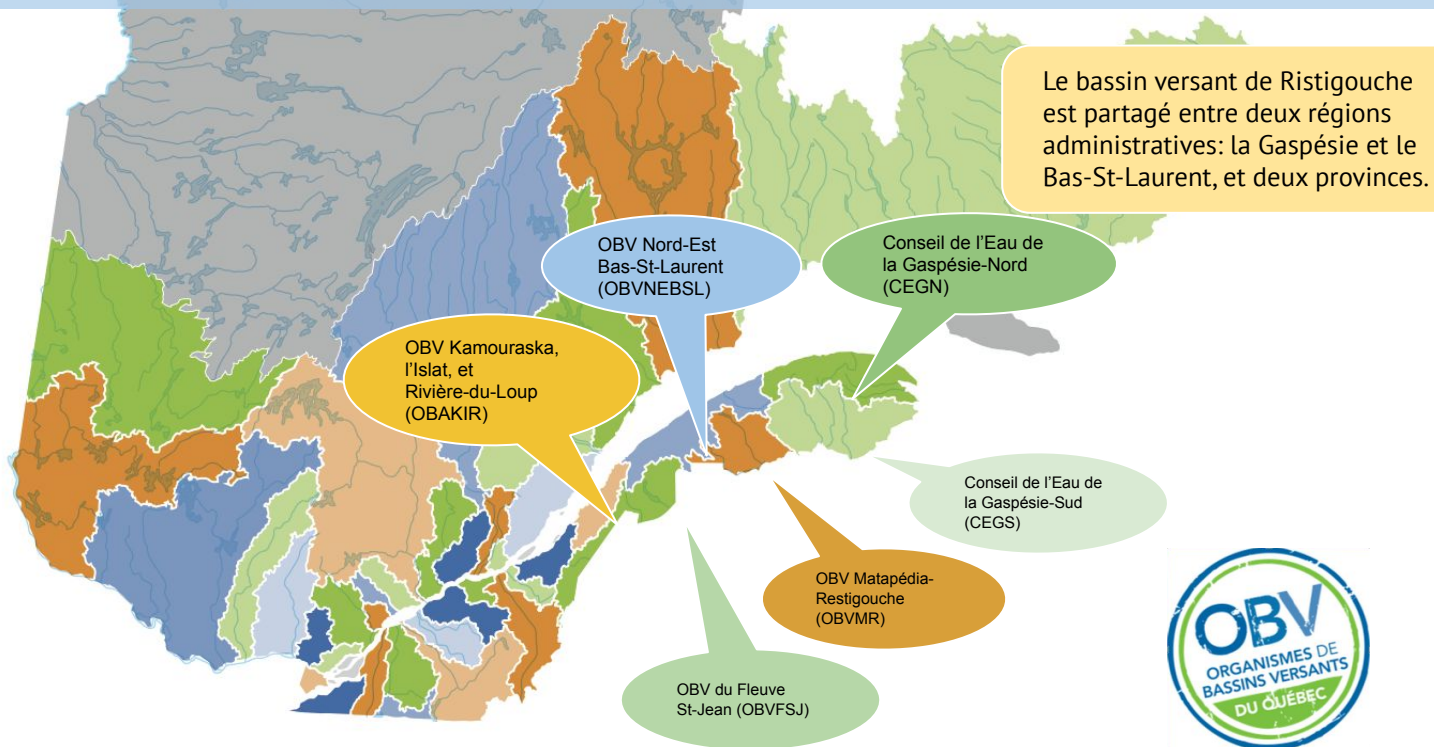 Le bassin versant de Ristigouche
est partagé entre deux régions
administratives: la Gaspésie et le
Bas-St-Laurent, et deux provinces.
OBV Nord-Est
Bas-St-Laurent
(OBVNEBSL)
Conseil de l'Eau de
la Gaspésie-Nord
(CEGN)
OBV Kamouraska,
l'Islat, et
Rivière-du-Loup
(OBAKIR)
Conseil de l'Eau de
la Gaspésie-Sud
(CEGS)
OBV Matapédia-
Restigouche
(OBVMR)
OBV du Fleuve
St-Jean (OBVFSJ)
OBV
ORGANISMES DE
BASSINS VERSANTS
DU QUÉBEC